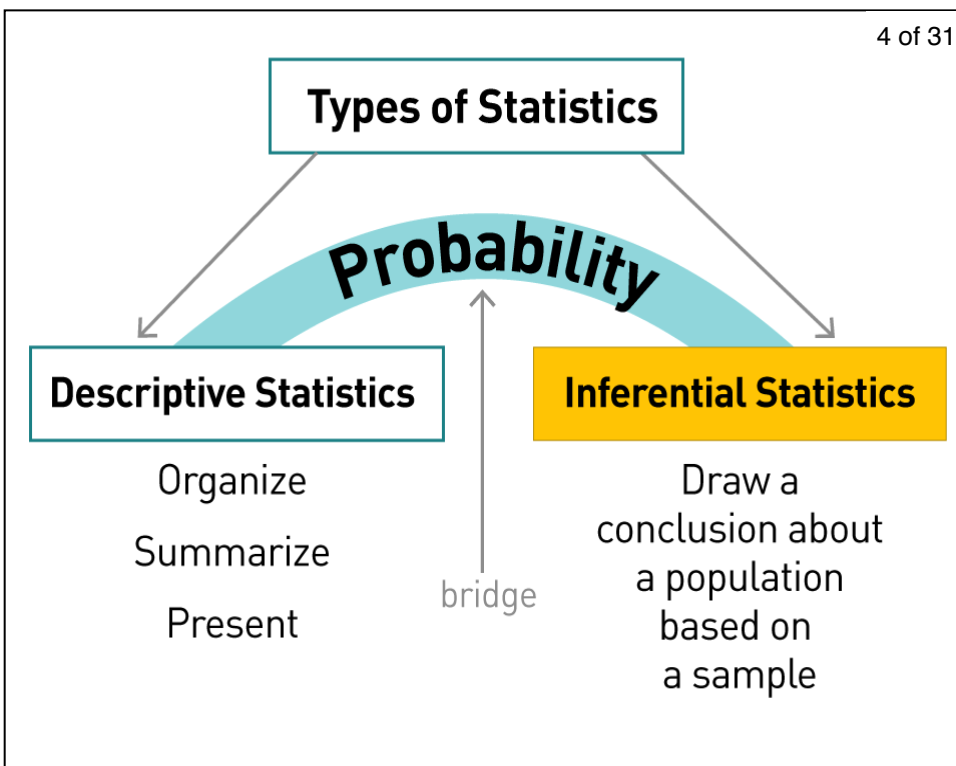 4 of 31
Types of Statistics
Probability
Descriptive Statistics
Organize
Summarize
Present
bridge
Inferential Statistics
Draw a
conclusion about
a population
based on
a sample